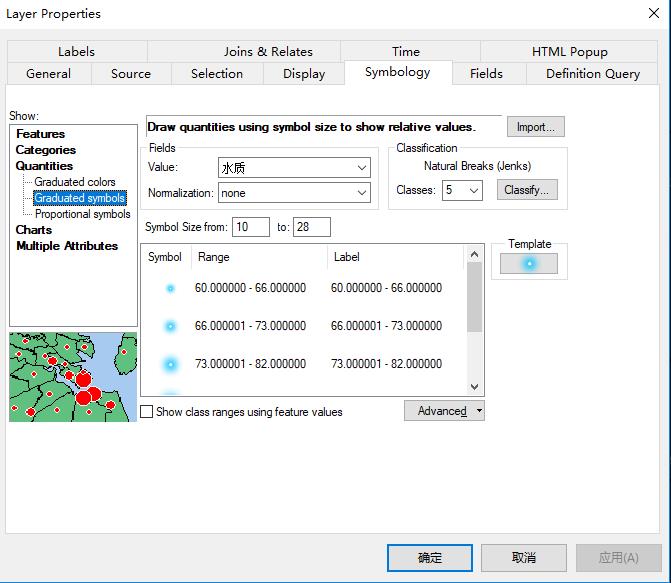 Layer Properties
Labels Joins & Relates Time HTML Popup
General Source Selection Display Symbology Fields Definition Query
Show:
Features
Categories
Quantities
Graduated colors
Graduated symbols
Proportional symbols
Charts
Multiple Attributes
Draw quantities using symbol size to show relative values.
Import...
Fields
Value: 水质
Normalization: none
Classification
Natural Breaks (Jenks)
Classes: 5 Classify...
Symbol Size from: 10 to: 28
Symbol Range Label
60.000000 - 66.000000 60.000000 - 66.000000
66.000001 - 73.000000 66.000001 - 73.000000
73.000001 - 82.000000 73.000001 - 82.000000
Template
Show class ranges using feature values
Advanced
确定 取消 应用(A)